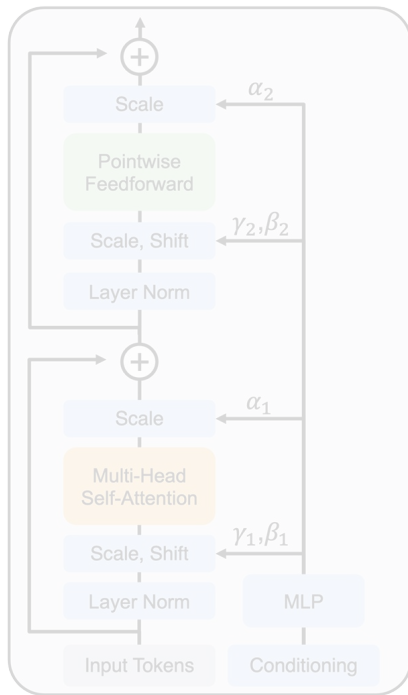 Scale
α₂
Pointwise
Feedforward
Scale, Shift
γ₂,β₂
Layer Norm
Scale
α₁
Multi-Head
Self-Attention
Scale, Shift
γ₁,β₁
Layer Norm
MLP
Input Tokens
Conditioning